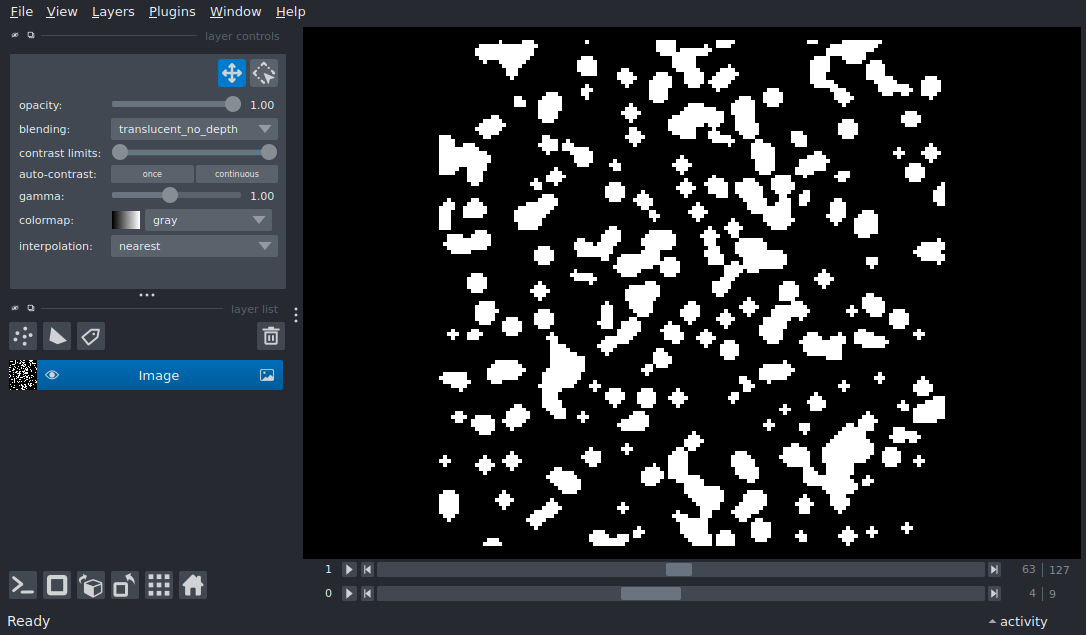 File View Layers Plugins Window Help
layer controls
opacity: 1.00
blending: translucent_no_depth
contrast limits:
auto-contrast: once continuous
gamma: 1.00
colormap: gray
interpolation: nearest
layer list
Image
1 63 127
0 4 9
Ready activity